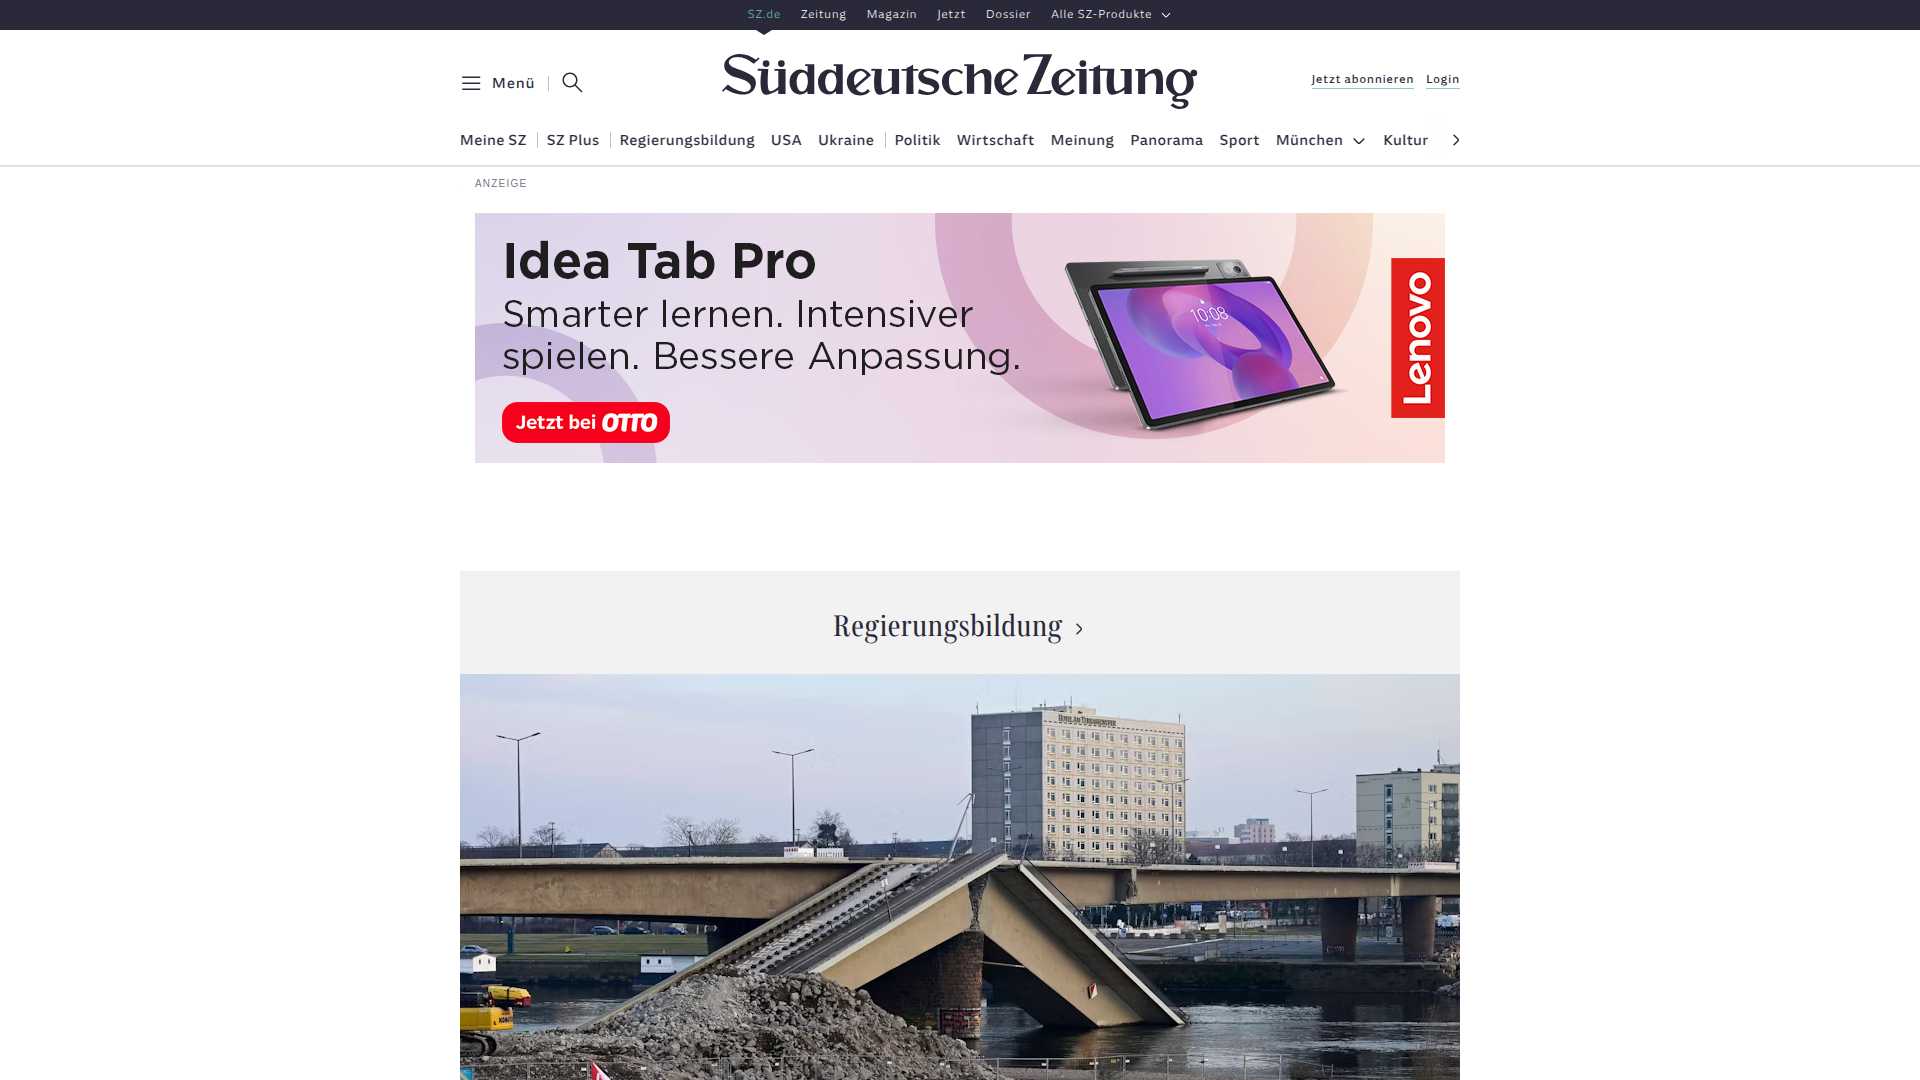 SZ.de Zeitung Magazin Jetzt Dossier Alle SZ-Produkte
Menü
Süddeutsche Zeitung
Jetzt abonnieren Login
Meine SZ SZ Plus Regierungsbildung USA Ukraine Politik Wirtschaft Meinung Panorama Sport München Kultur
ANZEIGE
Idea Tab Pro
Smarter lernen. Intensiver
spielen. Bessere Anpassung.
10:08
Lenovo
Jetzt bei OTTO
Regierungsbildung